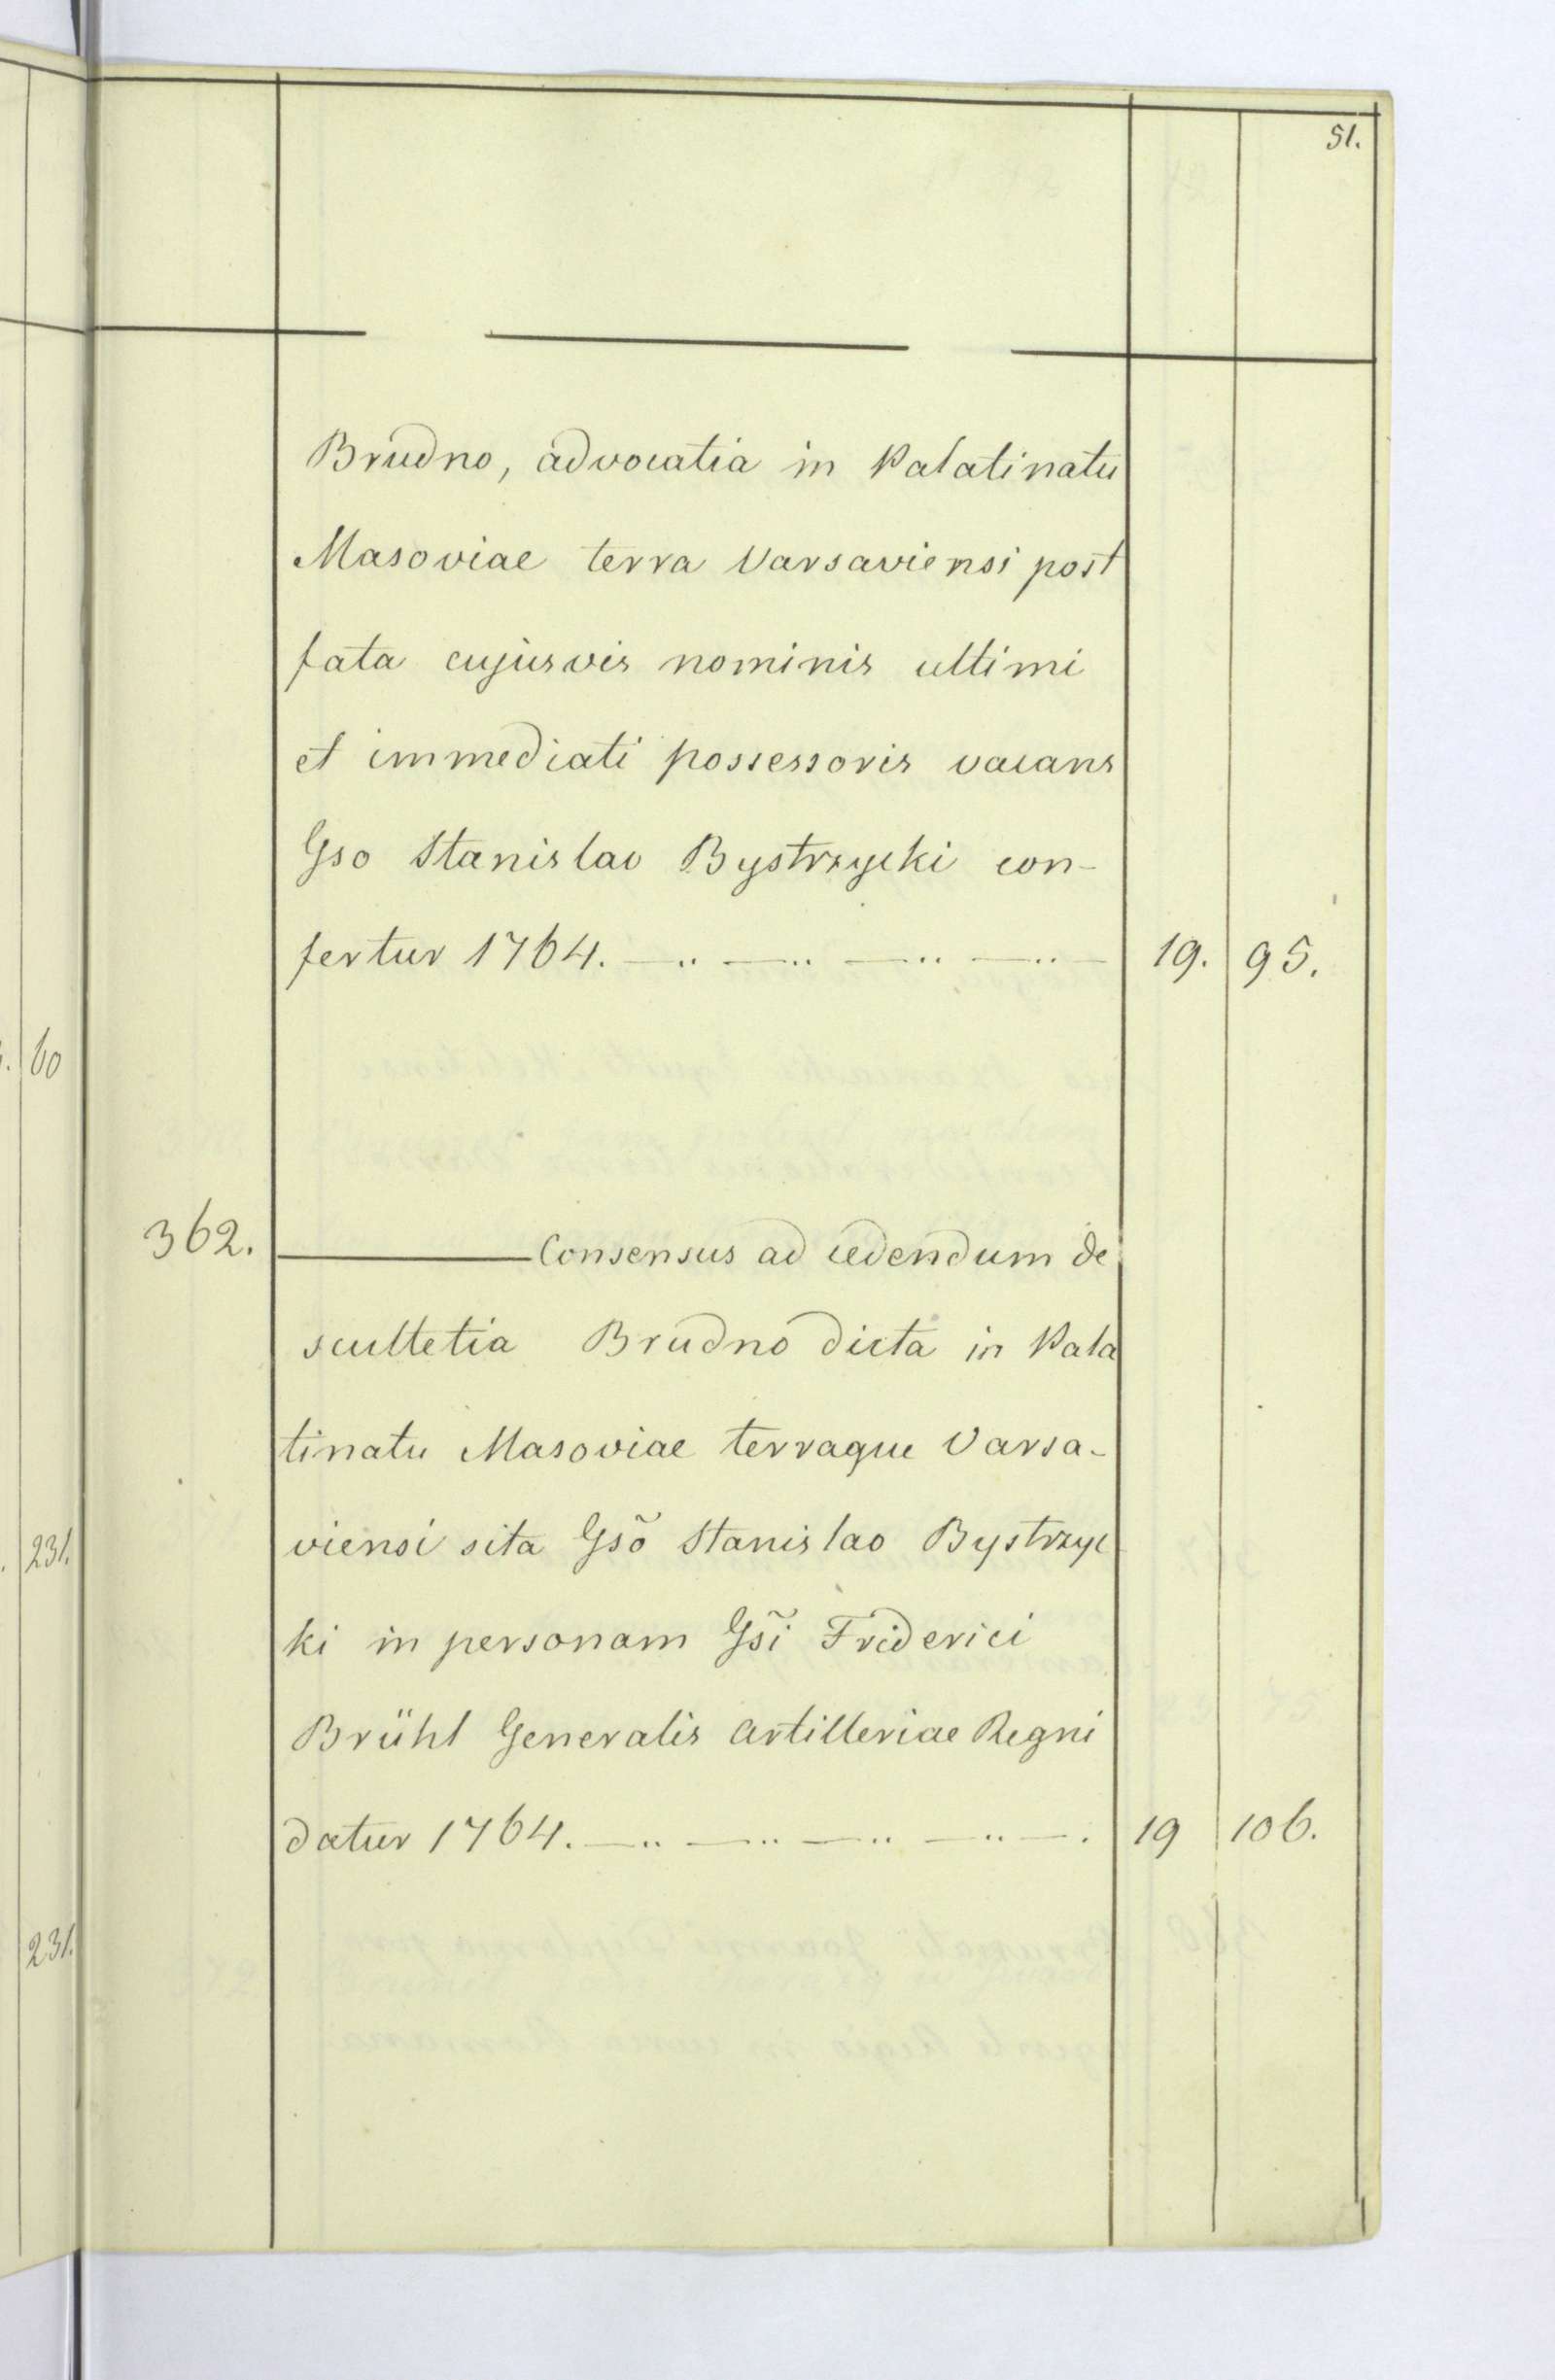 51.
Brudno, advocatia in Palatinatu
Masoviae terra Varsaviensi post
fata cujusvis nominis ultimi
et immediati possessoris vacans
Gso Stanislao Bystrzycki con-
fertur 1764. —.. —.. —.. —.. — 19. 95.
60
362. ——— Consensus ad cedendum de
scultetia Brudno dicta in Pala
tinatu Masoviae terraque Varsa-
viensi sita Gsõ Stanislao Bystrzyc
231.
ki in personam Gsĩ Friderici
Brühl Generalis Artilleriae Regni
datur 1764. —.. —.. —.. —.. —. 19 106.
231.